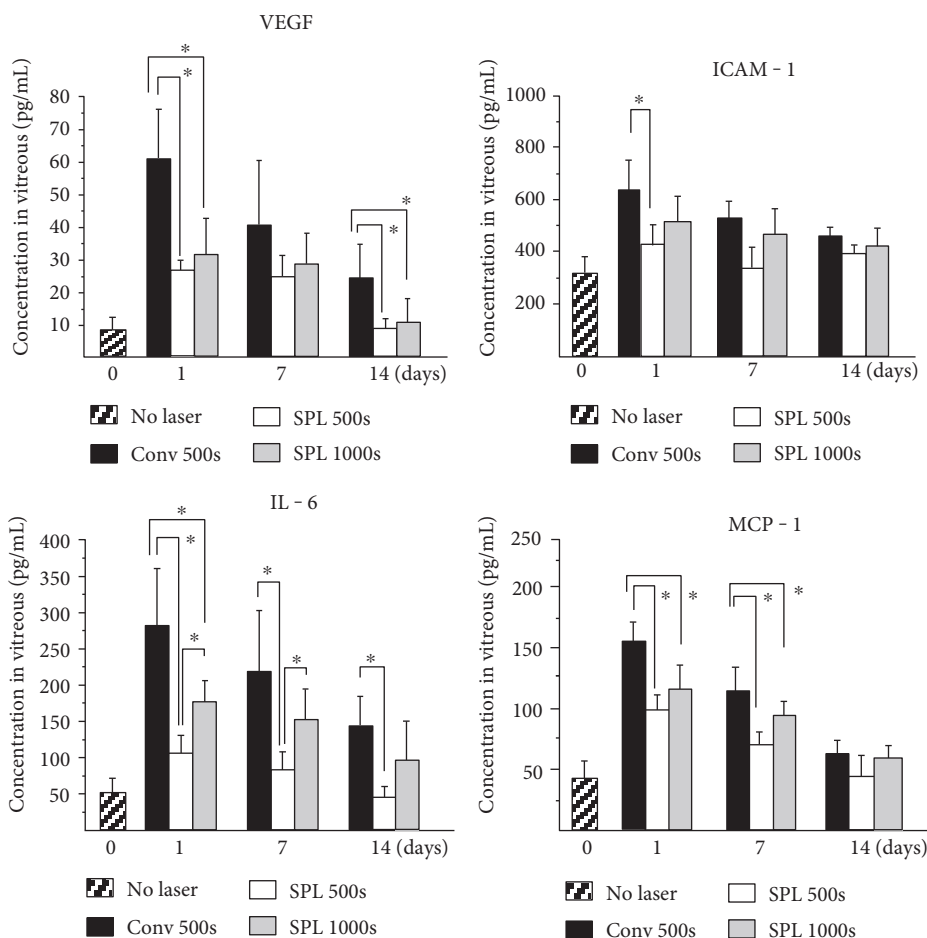 VEGF
Concentration in vitreous (pg/mL)
80
70
60
50
40
30
20
10
* *
* *
0 1 7 14 (days)
No laser SPL 500s
Conv 500s SPL 1000s
ICAM - 1
Concentration in vitreous (pg/mL)
1000
800
600
400
200
*
0 1 7 14 (days)
No laser SPL 500s
Conv 500s SPL 1000s
IL - 6
Concentration in vitreous (pg/mL)
400
350
300
250
200
150
100
50
* * *
* *
*
0 1 7 14 (days)
No laser SPL 500s
Conv 500s SPL 1000s
MCP - 1
Concentration in vitreous (pg/mL)
250
200
150
100
50
* *
* *
0 1 7 14 (days)
No laser SPL 500s
Conv 500s SPL 1000s